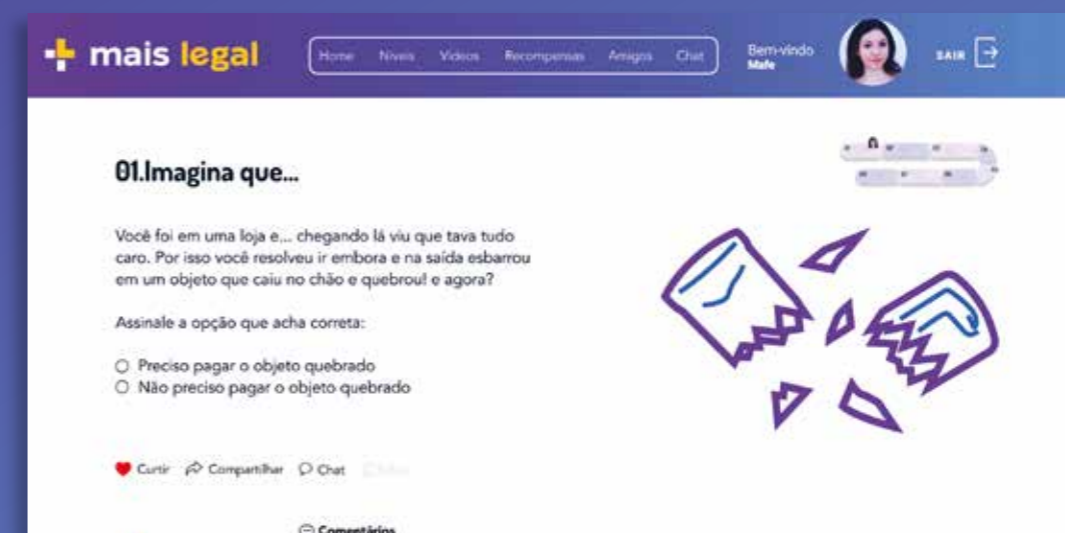 mais legal
Home Níveis Vídeos Recompensas Amigos Chat
Bem-vindo
Mafe
SAIR
01.Imagina que...
Você foi em uma loja e... chegando lá viu que tava tudo
caro. Por isso você resolveu ir embora e na saída esbarrou
em um objeto que caiu no chão e quebrou! e agora?
Assinale a opção que acha correta:
Preciso pagar o objeto quebrado
Não preciso pagar o objeto quebrado
Curtir Compartilhar Chat
Comentários